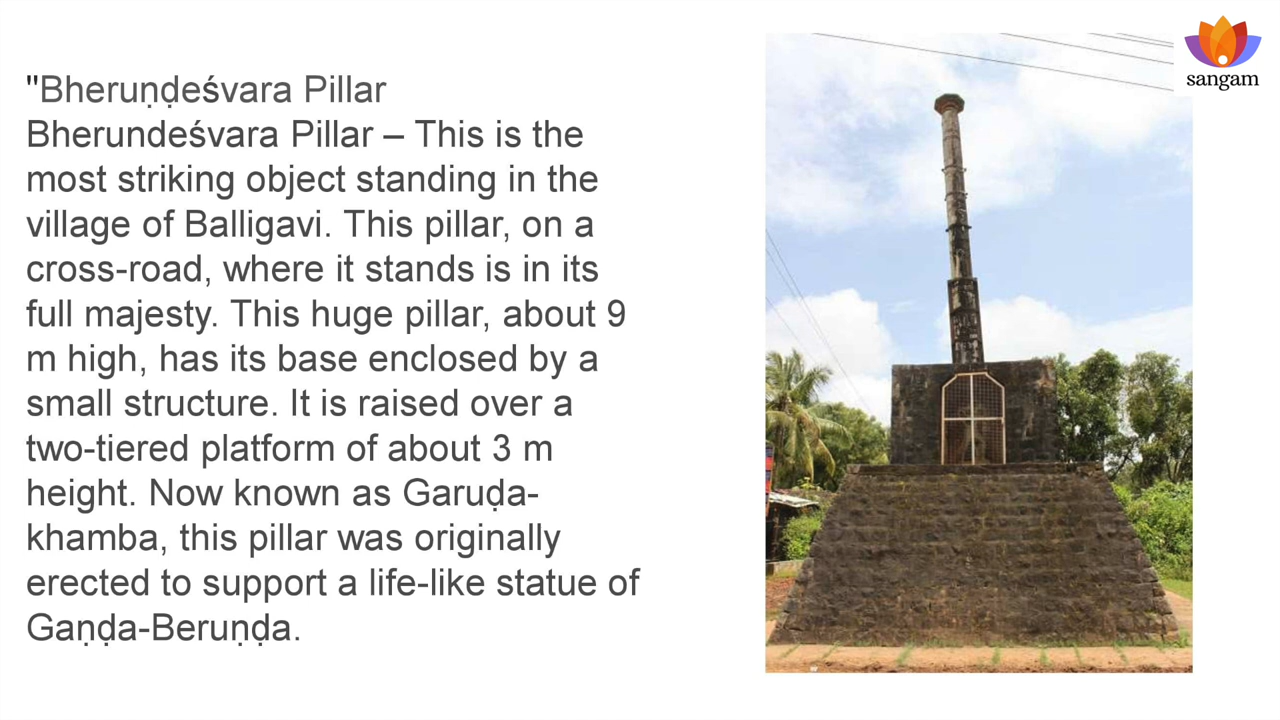 "Bheruṇḍeśvara Pillar
Bherundeśvara Pillar – This is the
most striking object standing in the
village of Balligavi. This pillar, on a
cross-road, where it stands is in its
full majesty. This huge pillar, about 9
m high, has its base enclosed by a
small structure. It is raised over a
two-tiered platform of about 3 m
height. Now known as Garuḍa-
khamba, this pillar was originally
erected to support a life-like statue of
Gaṇḍa-Beruṇḍa.
sangam